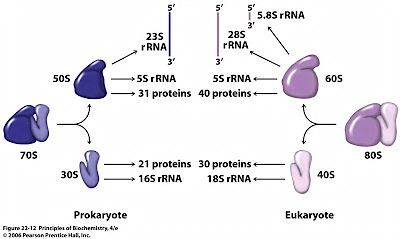 5′ 5′
5.8S rRNA
23S 28S
rRNA rRNA
3′
50S 3′ 3′ 60S
5S rRNA 5S rRNA
31 proteins 40 proteins
70S 80S
21 proteins 30 proteins
30S 16S rRNA 18S rRNA 40S
Prokaryote Eukaryote
Figure 22-12 Principles of Biochemistry, 4/e
© 2006 Pearson Prentice Hall, Inc.